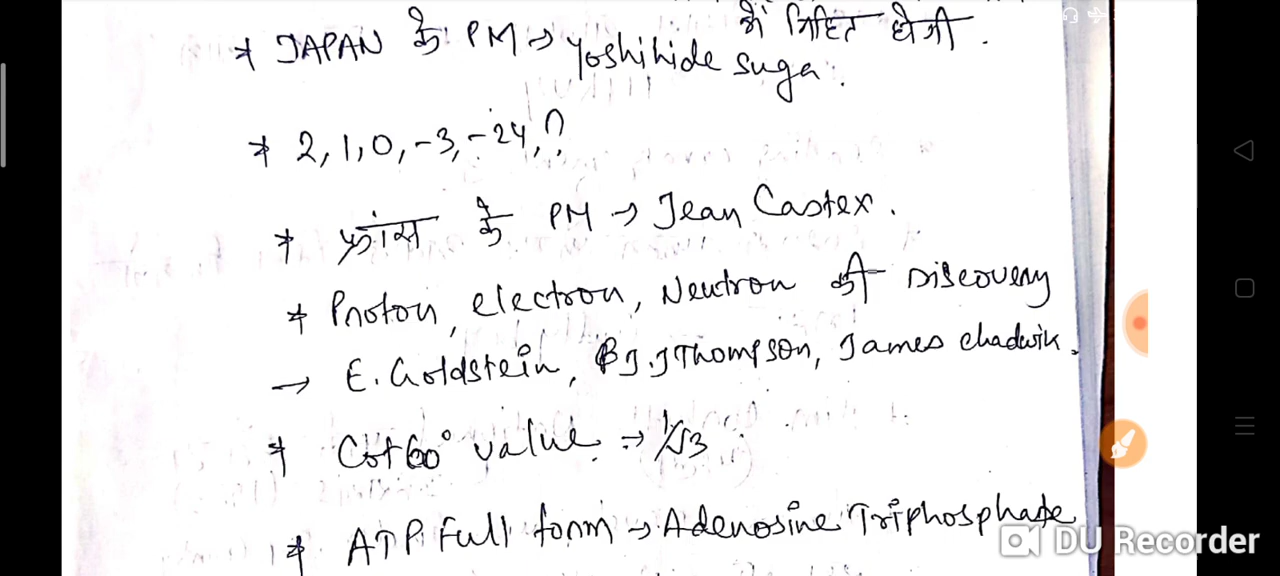 में निहित होगी.
* JAPAN के PM → Yoshihide Suga.
* 2, 1, 0, -3, -24, ?
* फ्रांस के PM → Jean Castex.
* Proton, electron, Neutron की Discovery
→ E. Goldstein, J.J Thompson, James chadwik.
* Cot 60° value → 1/√3
* ATP Full form → Adenosine Triphosphate
DU Recorder